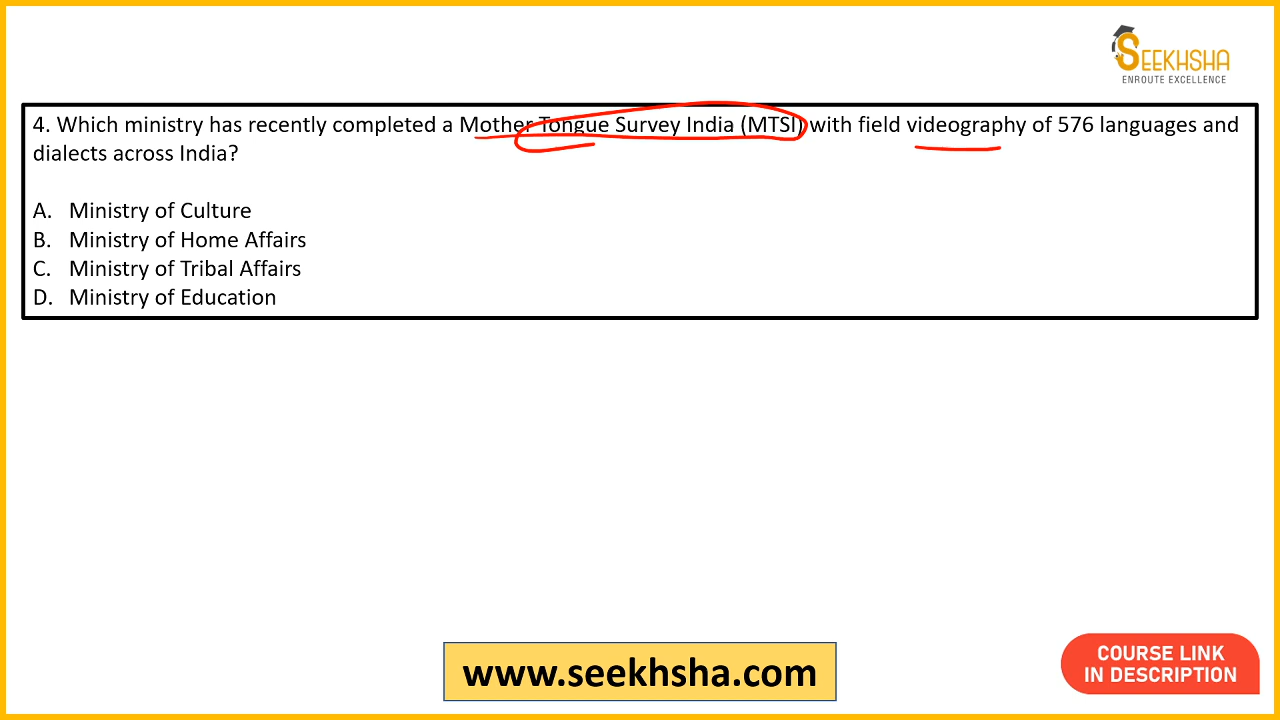 SEEKHSHA
ENROUTE EXCELLENCE
4. Which ministry has recently completed a Mother Tongue Survey India (MTSI) with field videography of 576 languages and
dialects across India?
A. Ministry of Culture
B. Ministry of Home Affairs
C. Ministry of Tribal Affairs
D. Ministry of Education
www.seekhsha.com
COURSE LINK
IN DESCRIPTION